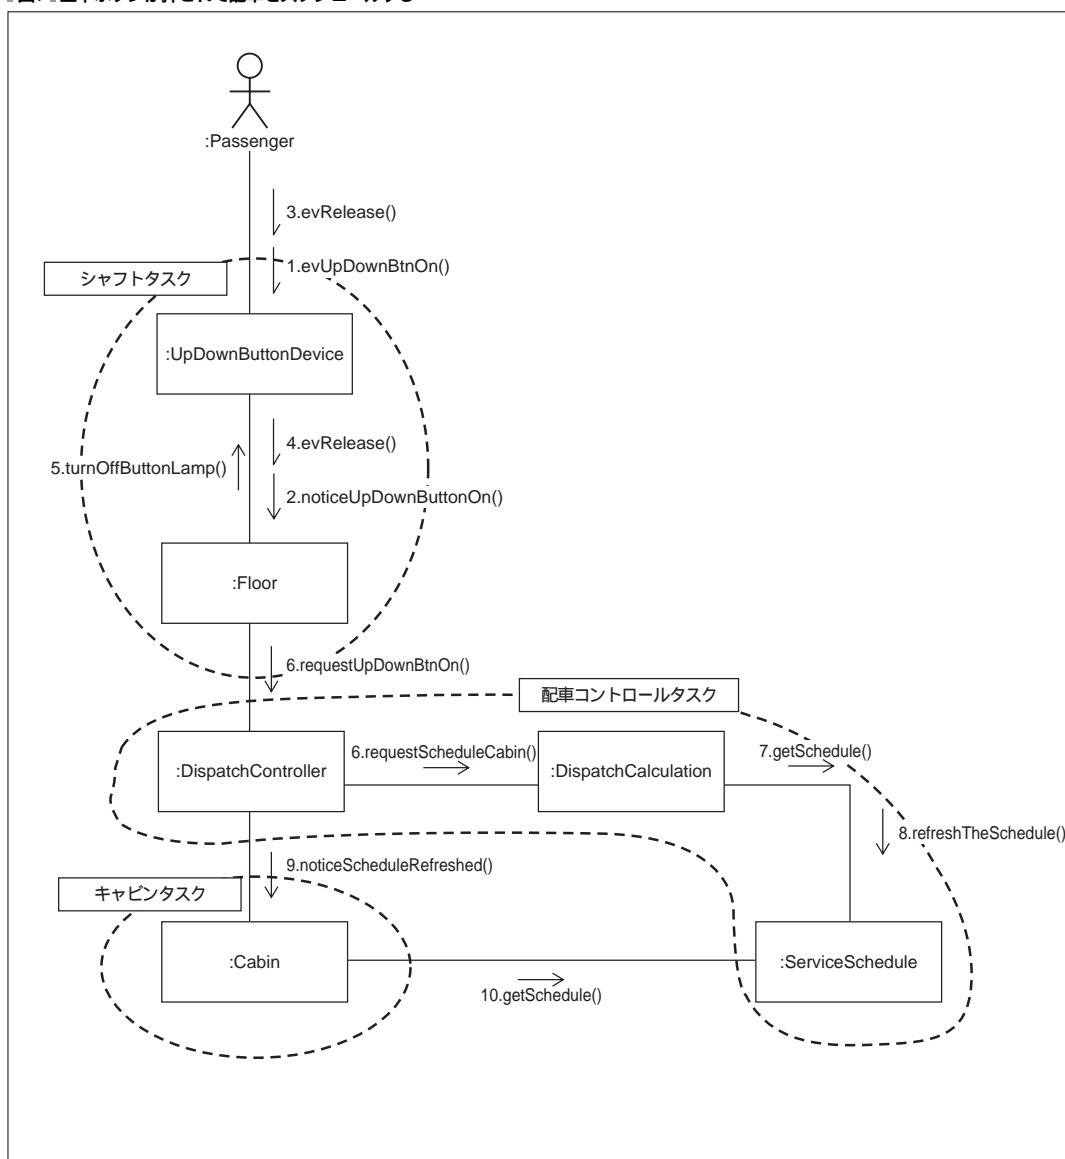 :Passenger
3.evRelease()
シャフトタスク
1.evUpDownBtnOn()
:UpDownButtonDevice
4.evRelease()
5.turnOffButtonLamp()
2.noticeUpDownButtonOn()
:Floor
6.requestUpDownBtnOn()
配車コントロールタスク
:DispatchController
6.requestScheduleCabin()
:DispatchCalculation
7.getSchedule()
8.refreshTheSchedule()
9.noticeScheduleRefreshed()
キャビンタスク
:Cabin
:ServiceSchedule
10.getSchedule()